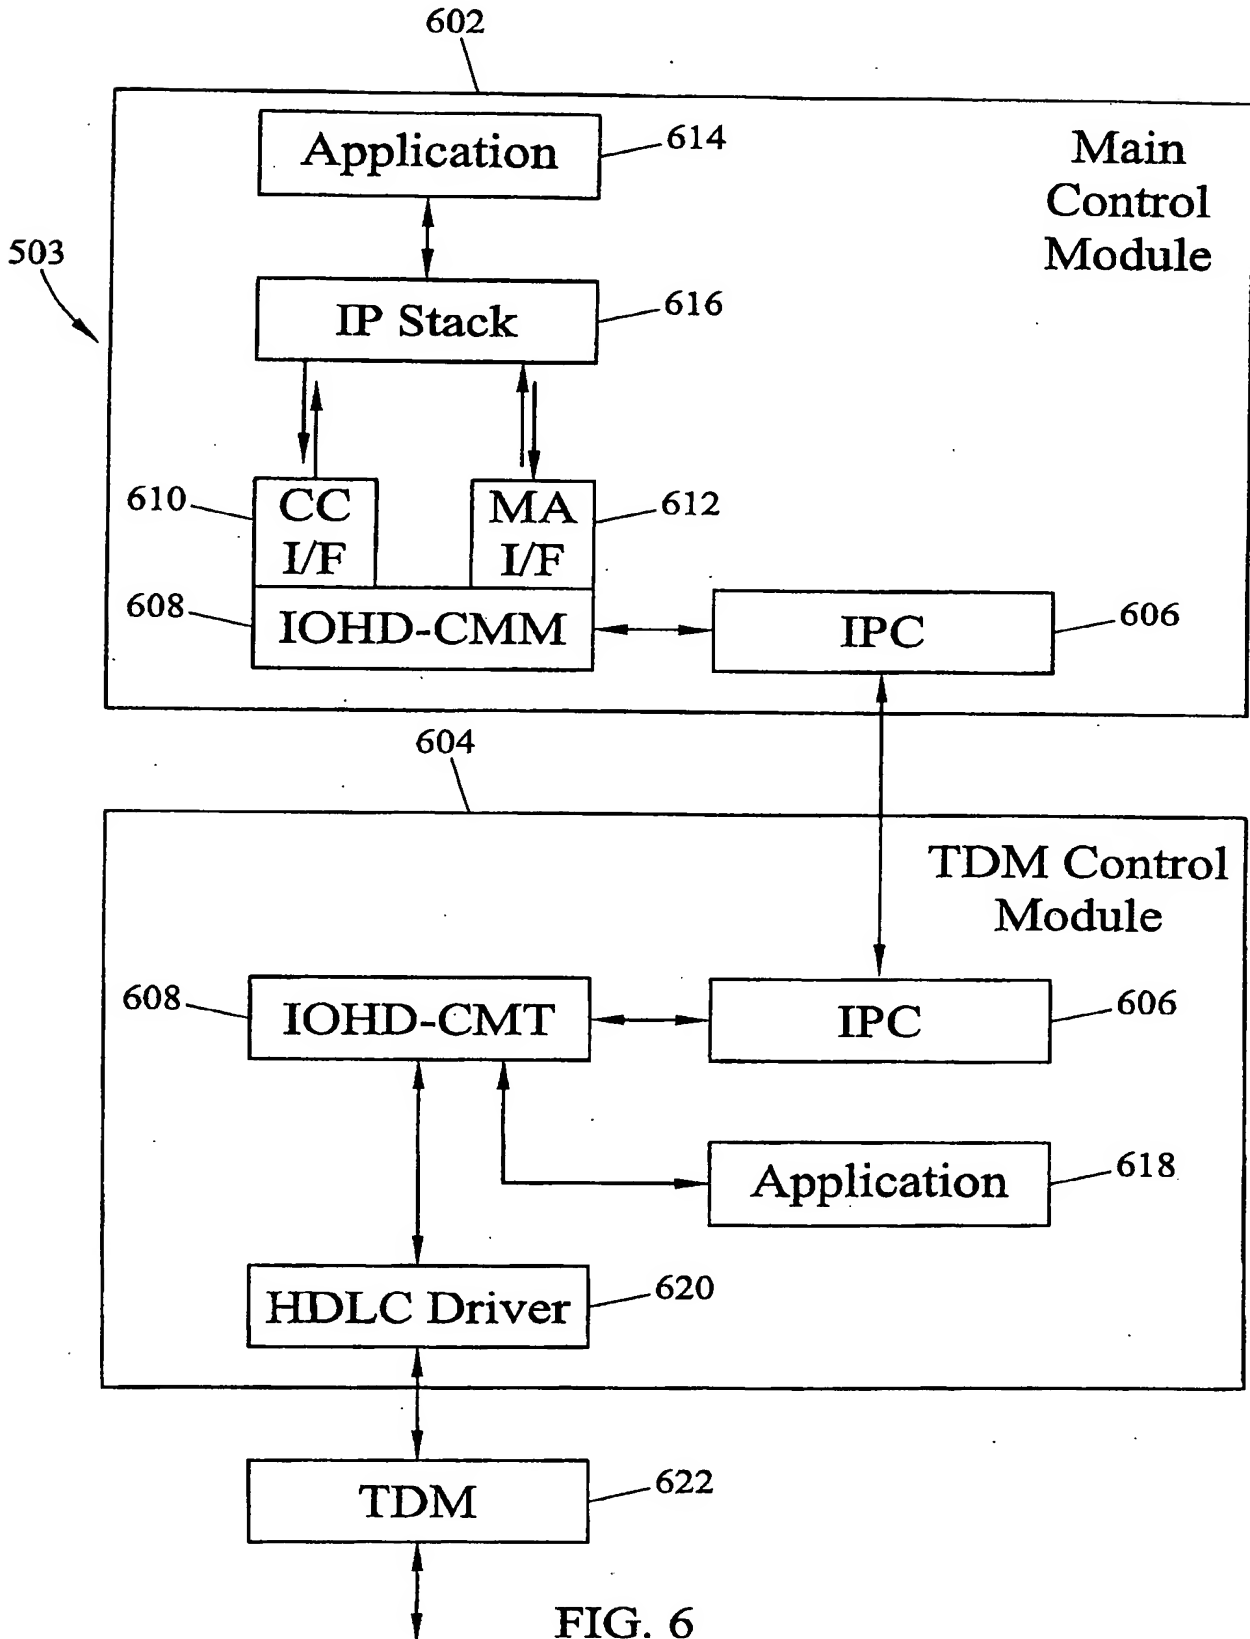 602
Application
614
Main
Control
Module
503
IP Stack
616
610
CC
I/F
MA
I/F
612
608
IOHD-CMM
IPC
606
604
TDM Control
Module
608
IOHD-CMT
IPC
606
Application
618
HDLC Driver
620
TDM
622
FIG. 6